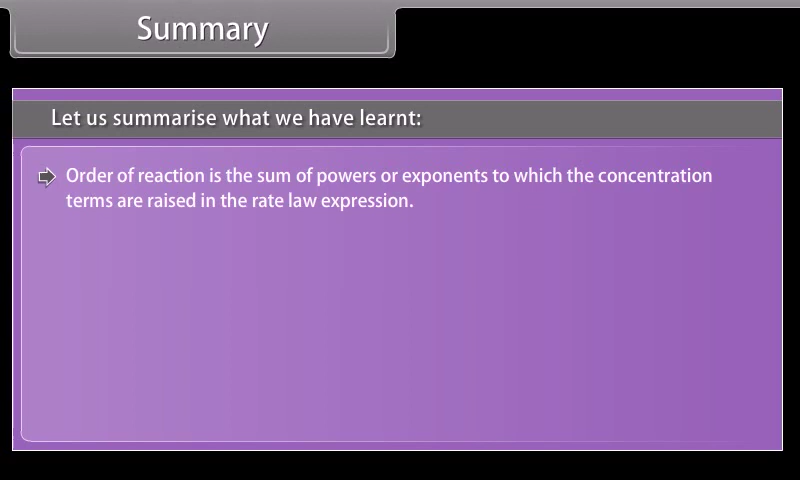 Summary
Let us summarise what we have learnt:
Order of reaction is the sum of powers or exponents to which the concentration
terms are raised in the rate law expression.